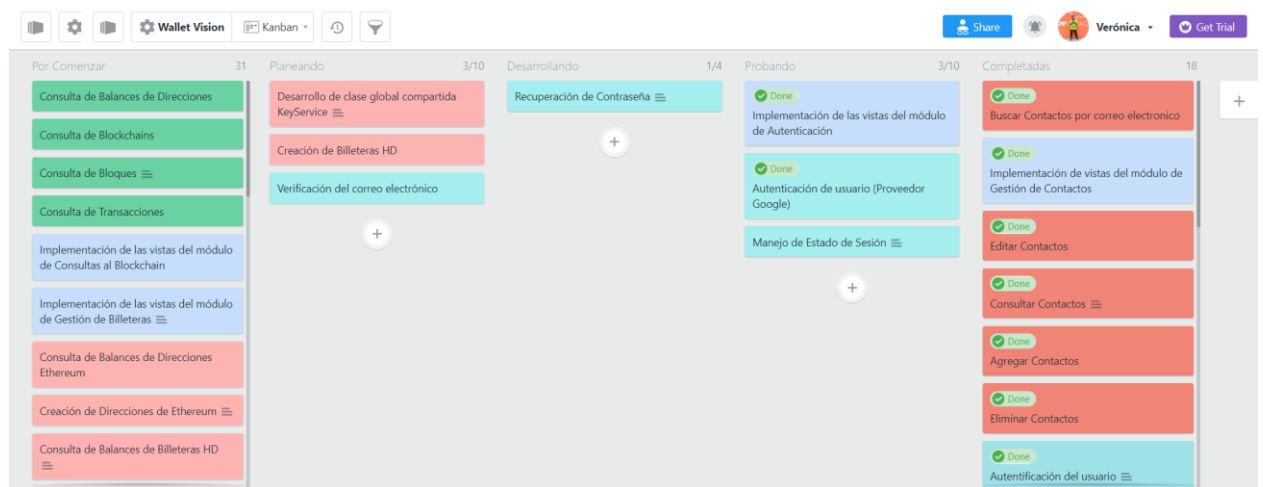 Wallet Vision
Kanban
Share
Verónica
Get Trial
Por Comenzar 31
Consulta de Balances de Direcciones
Consulta de Blockchains
Consulta de Bloques
Consulta de Transacciones
Implementación de las vistas del módulo
de Consultas al Blockchain
Implementación de las vistas del módulo
de Gestión de Billeteras
Consulta de Balances de Direcciones
Ethereum
Creación de Direcciones de Ethereum
Consulta de Balances de Billeteras HD
Planeando 3/10
Desarrollo de clase global compartida
KeyService
Creación de Billeteras HD
Verificación del correo electrónico
Desarrollando 1/4
Recuperación de Contraseña
Probando 3/10
Done
Implementación de las vistas del módulo
de Autenticación
Done
Autenticación de usuario (Proveedor
Google)
Manejo de Estado de Sesión
Completadas 18
Done
Buscar Contactos por correo electronico
Done
Implementación de vistas del módulo de
Gestión de Contactos
Done
Editar Contactos
Done
Consultar Contactos
Done
Agregar Contactos
Done
Eliminar Contactos
Done
Autentificación del usuario